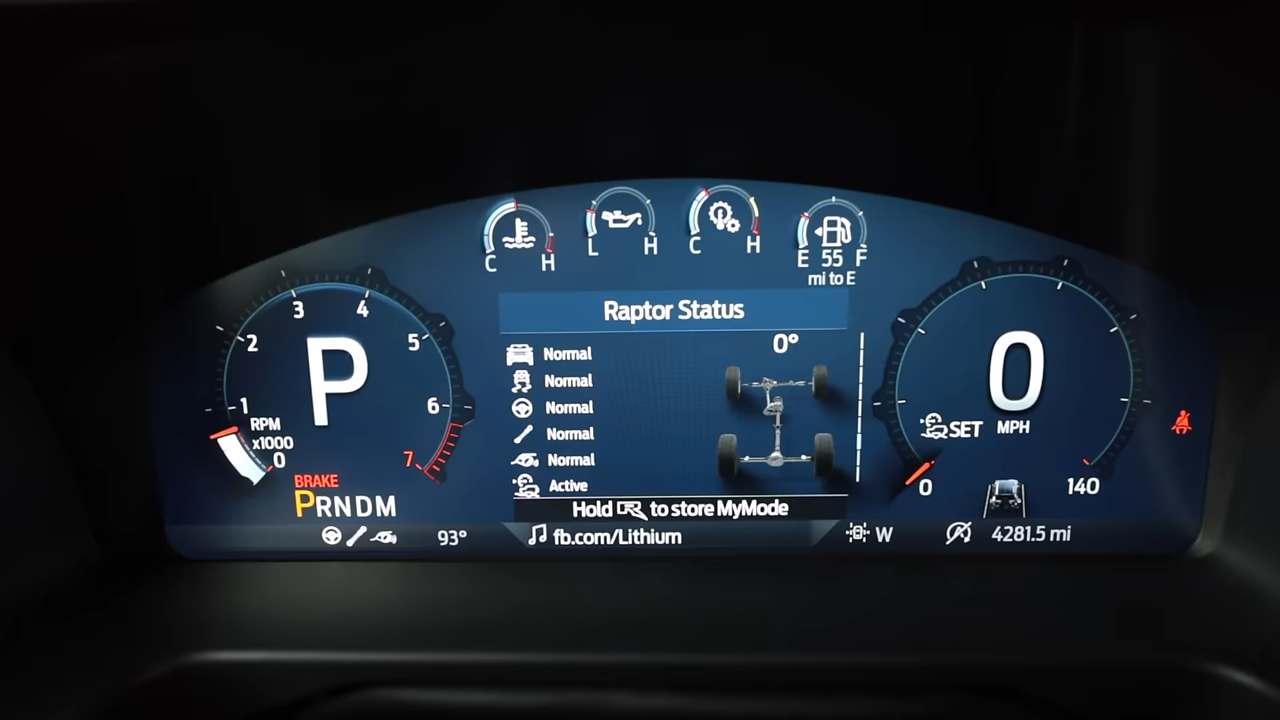 C H
L H
C H
E 55 F
mi to E
Raptor Status
0°
Normal
Normal
Normal
Normal
Normal
Active
Hold R to store MyMode
fb.com/Lithium
0
1
2
3
4
5
6
7
P
RPM
x1000
BRAKE
PRNDM
93°
0
SET MPH
0
140
W
4281.5 mi